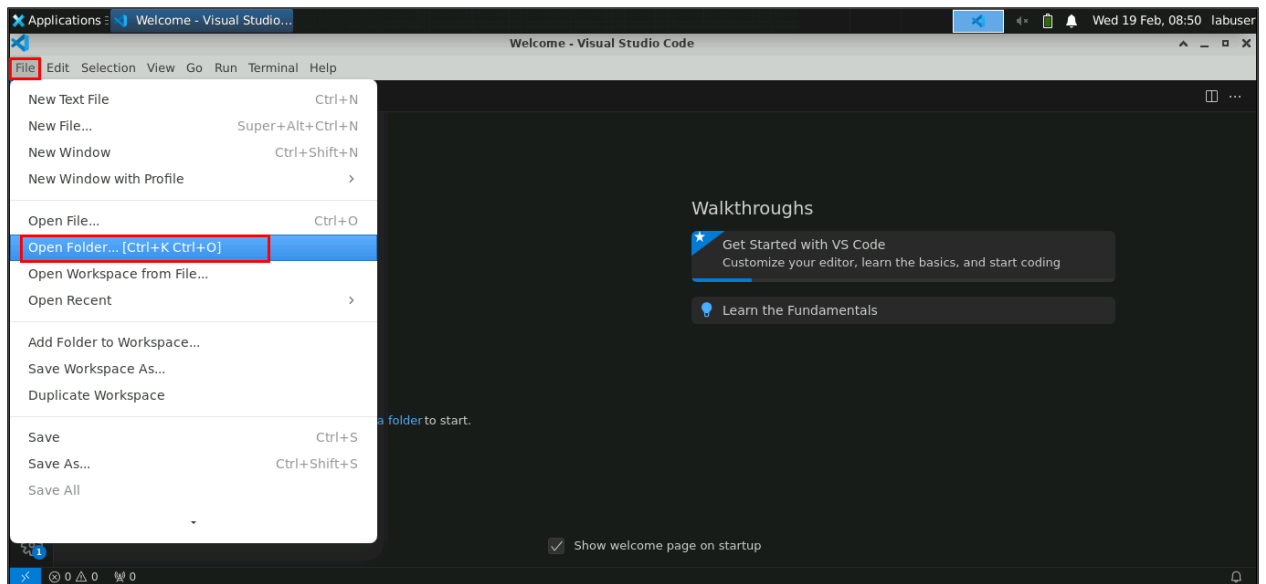 Applications Welcome - Visual Studio... Wed 19 Feb, 08:50 labuser
Welcome - Visual Studio Code
File Edit Selection View Go Run Terminal Help
New Text File Ctrl+N
New File... Super+Alt+Ctrl+N
New Window Ctrl+Shift+N
New Window with Profile
Open File... Ctrl+O
Open Folder... [Ctrl+K Ctrl+O]
Open Workspace from File...
Open Recent
Add Folder to Workspace...
Save Workspace As...
Duplicate Workspace
Save Ctrl+S
Save As... Ctrl+Shift+S
Save All
Walkthroughs
Get Started with VS Code
Customize your editor, learn the basics, and start coding
Learn the Fundamentals
a folder to start.
Show welcome page on startup
1
0 0 0